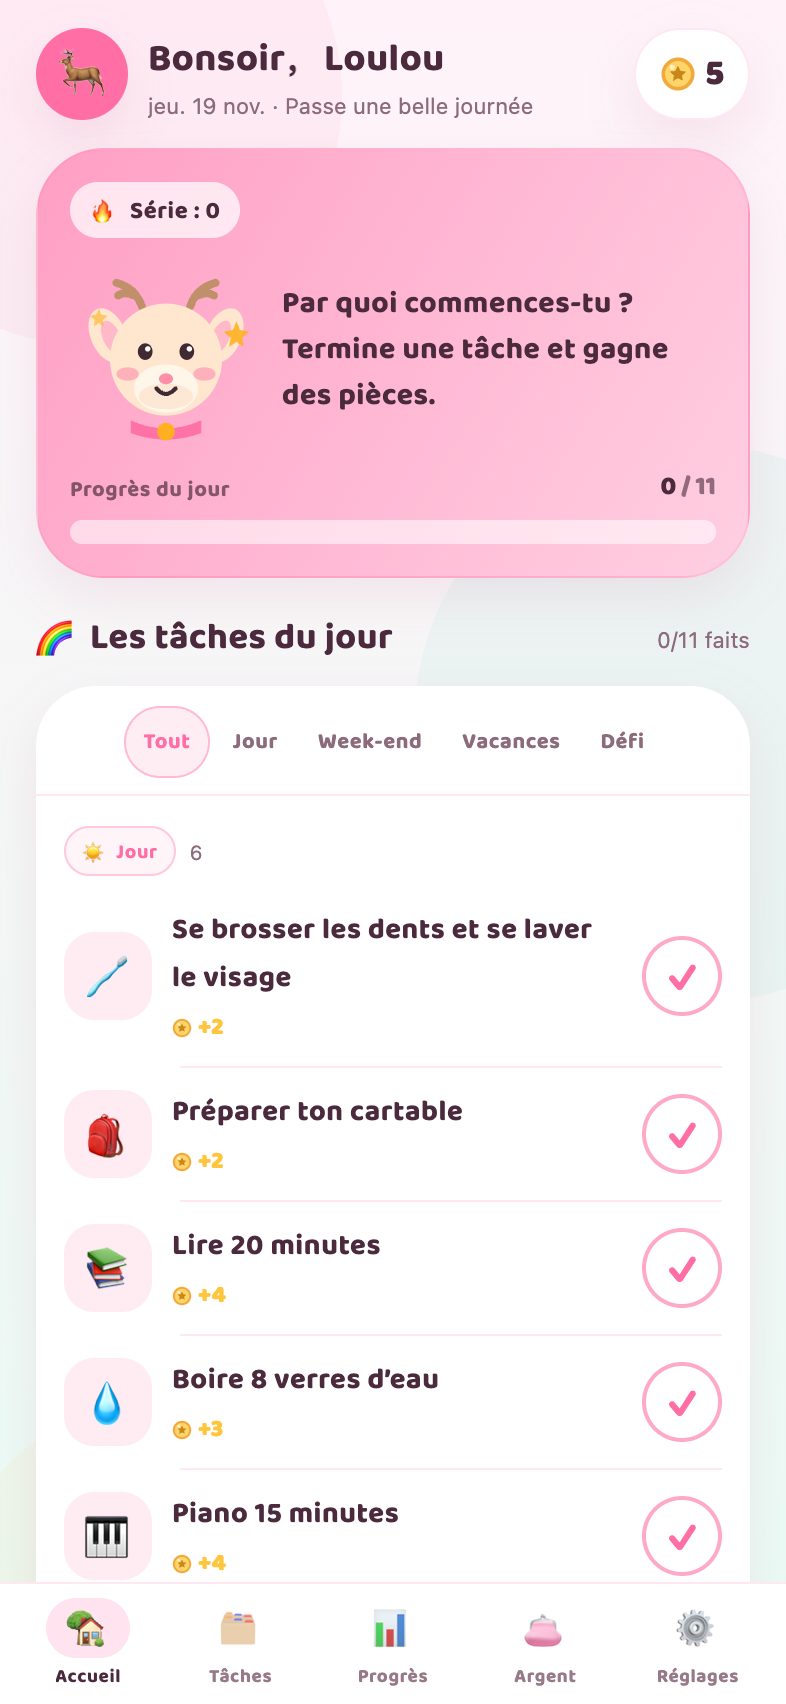 Bonsoir, Loulou
jeu. 19 nov. · Passe une belle journée
5
Série : 0
Par quoi commences-tu ?
Termine une tâche et gagne
des pièces.
Progrès du jour
0 / 11
Les tâches du jour
0/11 faits
Tout
Jour
Week-end
Vacances
Défi
Jour
6
Se brosser les dents et se laver
le visage
+2
Préparer ton cartable
+2
Lire 20 minutes
+4
Boire 8 verres d’eau
+3
Piano 15 minutes
+4
Accueil
Tâches
Progrès
Argent
Réglages